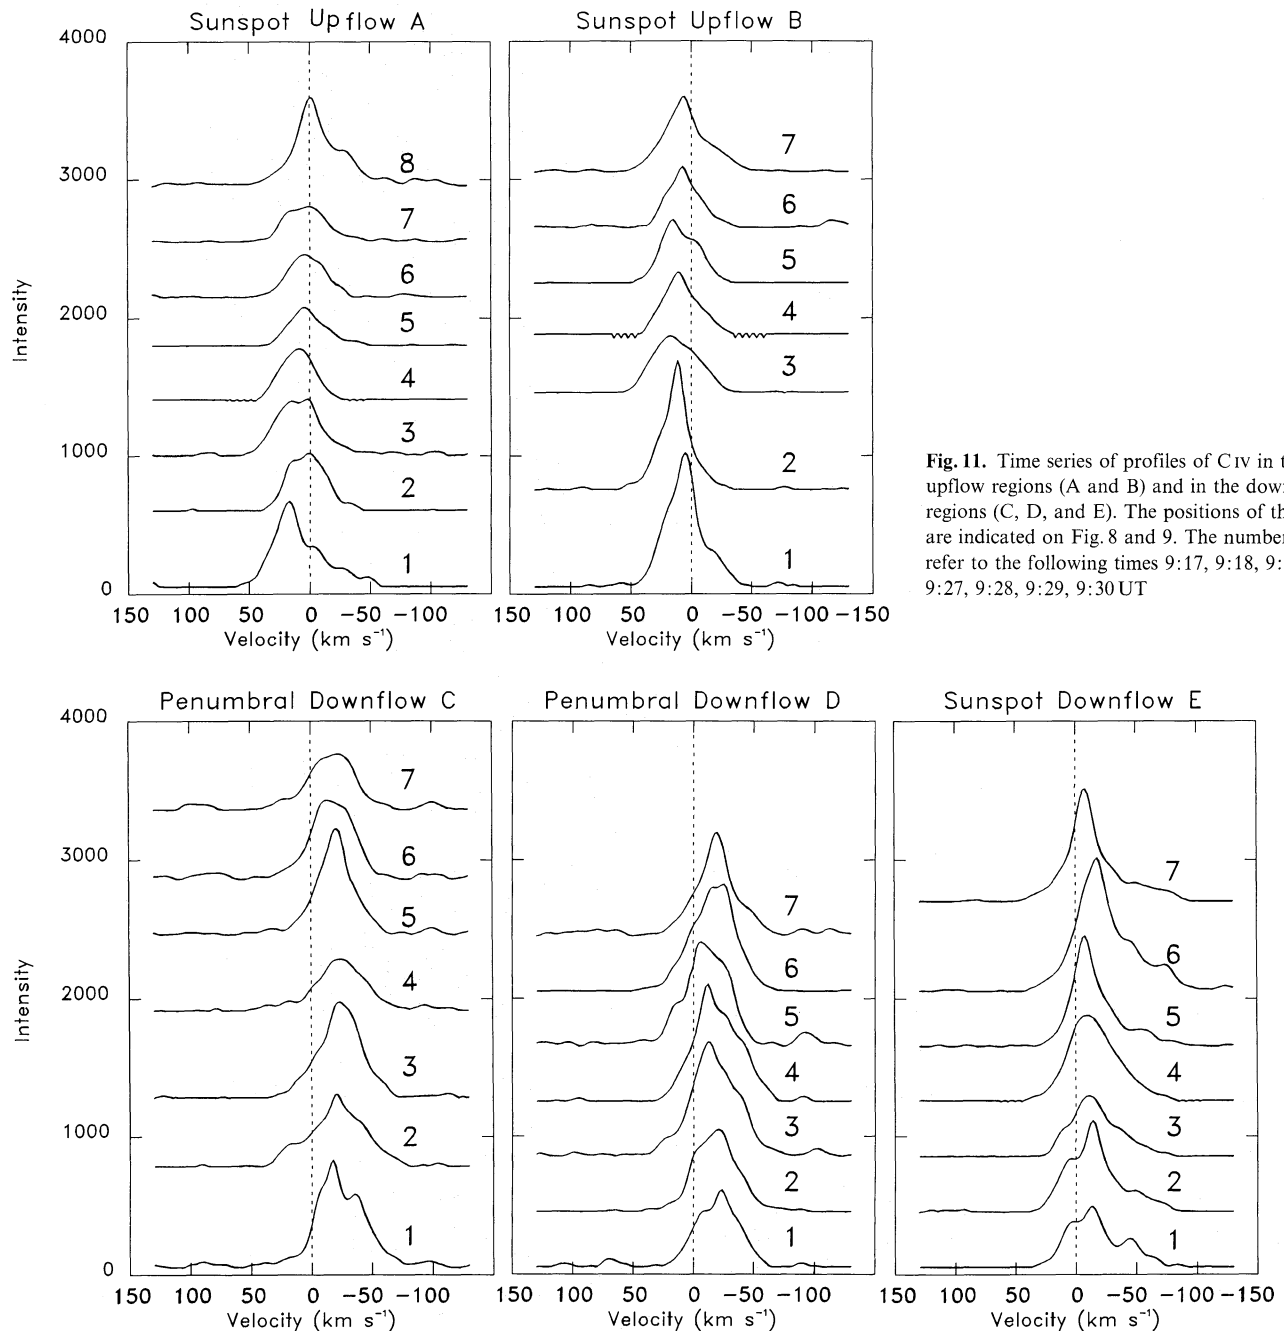 Sunspot Upflow A
Sunspot Upflow B
4000
3000
2000
1000
0
Intensity
8
7
6
5
4
3
2
1
7
6
5
4
3
2
1
150 100 50 0 -50 -100 150 100 50 0 -50 -100 -150
Velocity (km s⁻¹)
Velocity (km s⁻¹)
Fig. 11. Time series of profiles of C IV in t
upflow regions (A and B) and in the down
regions (C, D, and E). The positions of th
are indicated on Fig. 8 and 9. The number
refer to the following times 9:17, 9:18, 9:
9:27, 9:28, 9:29, 9:30 UT
Penumbral Downflow C
Penumbral Downflow D
Sunspot Downflow E
4000
3000
2000
1000
0
Intensity
7
6
5
4
3
2
1
7
6
5
4
3
2
1
7
6
5
4
3
2
1
150 100 50 0 -50 -100 150 100 50 0 -50 -100 150 100 50 0 -50 -100 -150
Velocity (km s⁻¹)
Velocity (km s⁻¹)
Velocity (km s⁻¹)